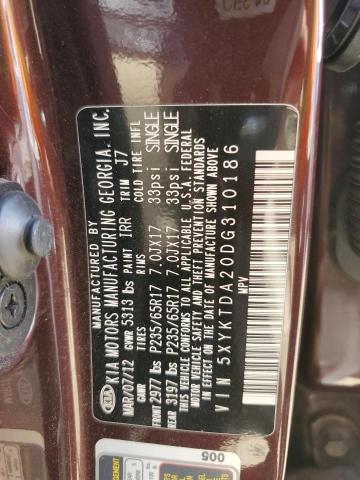 MANUFACTURED BY
KIA KIA MOTORS MANUFACTURING GEORGIA, INC.
MAR/07/12 GVWR 5313 lbs PAINT IRR TRIM J7
GWR TIRES RIMS COLD TIRE INFL
FRONT 2977 lbs P235/65R17 7.0JX17 33psi SINGLE
REAR 3197 lbs P235/65R17 7.0JX17 33psi SINGLE
THIS VEHICLE CONFORMS TO ALL APPLICABLE U.S.A. FEDERAL
MOTOR VEHICLE SAFETY, BUMPER, AND THEFT PREVENTION STANDARDS
IN EFFECT ON THE DATE OF MANUFACTURE SHOWN ABOVE.
VIN 5XYKTDA20DG310186
MPV
005